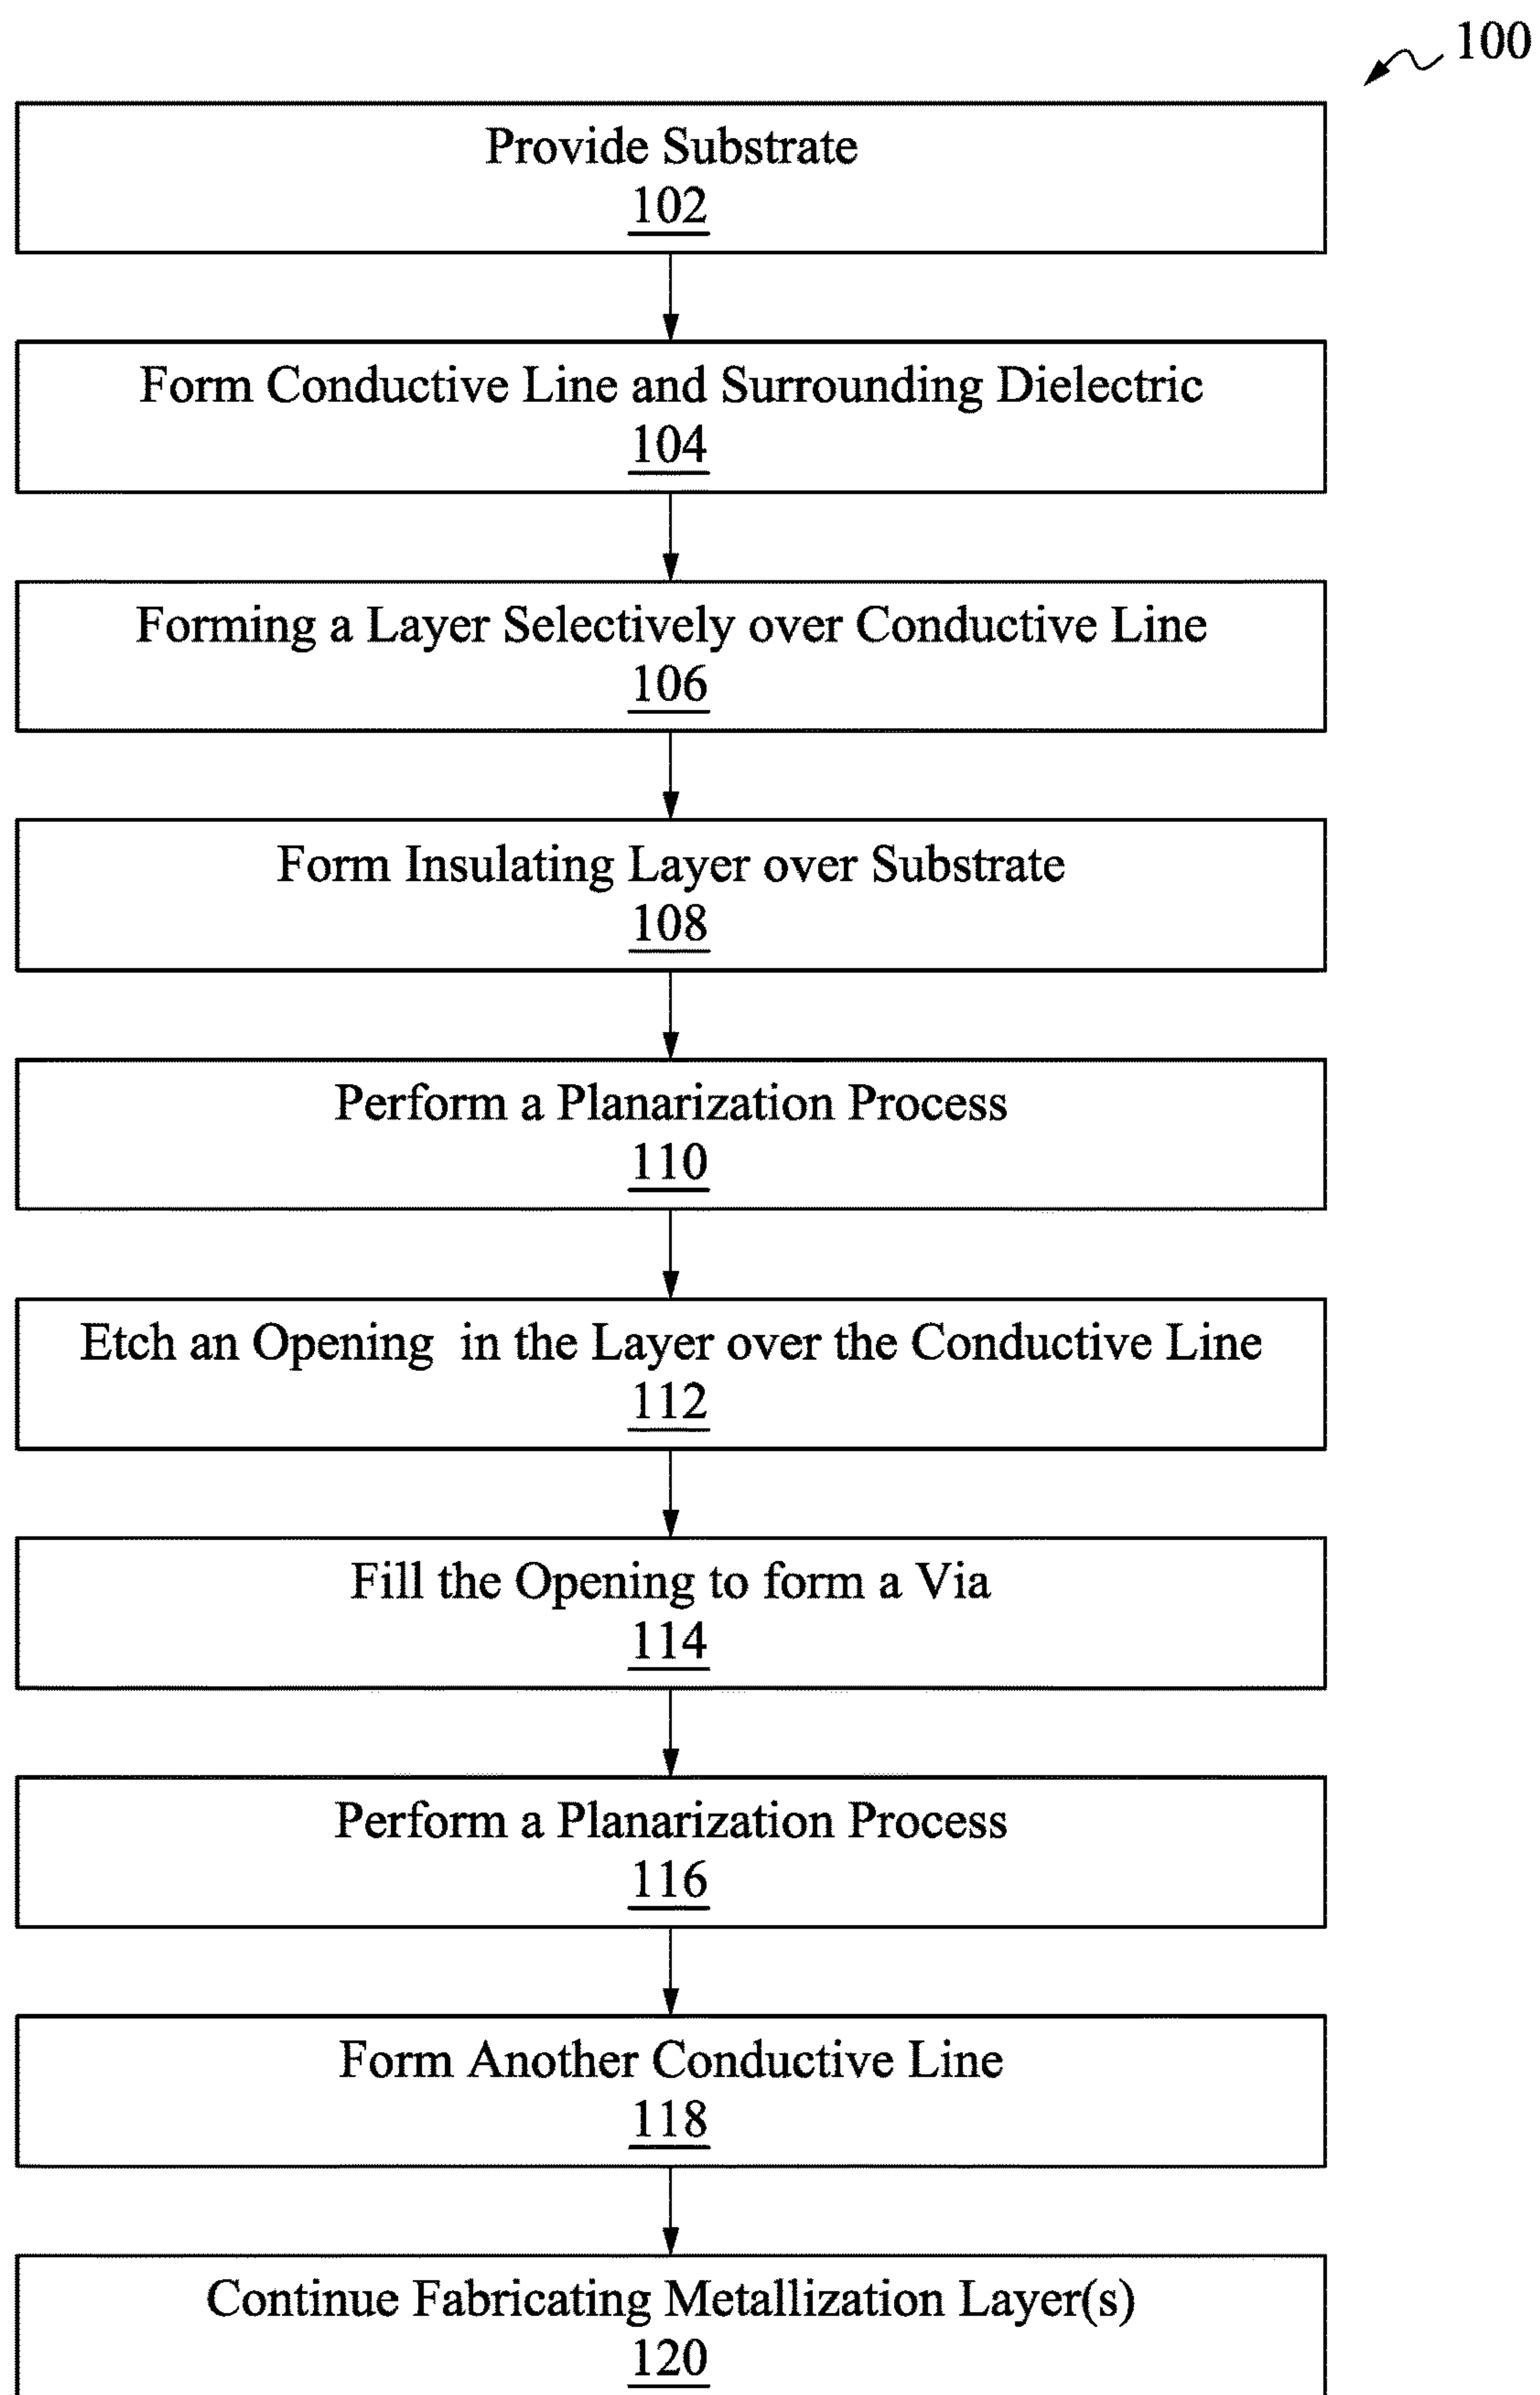 100
Provide Substrate
102
Form Conductive Line and Surrounding Dielectric
104
Forming a Layer Selectively over Conductive Line
106
Form Insulating Layer over Substrate
108
Perform a Planarization Process
110
Etch an Opening in the Layer over the Conductive Line
112
Fill the Opening to form a Via
114
Perform a Planarization Process
116
Form Another Conductive Line
118
Continue Fabricating Metallization Layer(s)
120